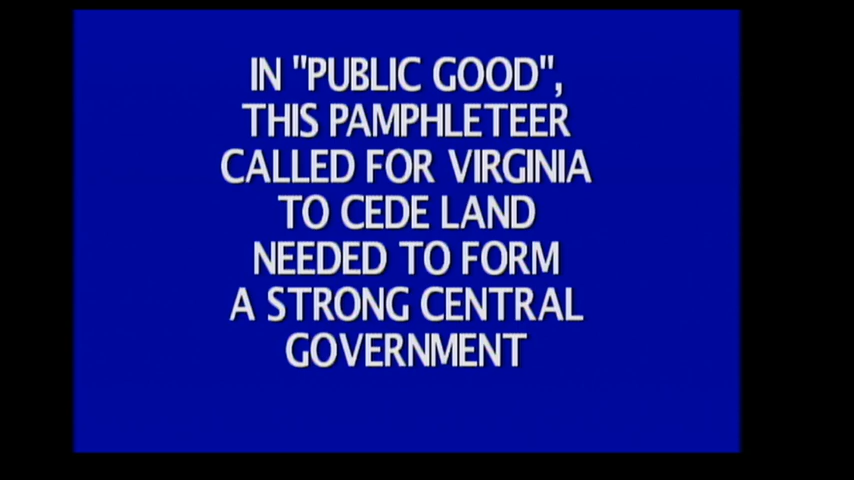 IN "PUBLIC GOOD",
THIS PAMPHLETEER
CALLED FOR VIRGINIA
TO CEDE LAND
NEEDED TO FORM
A STRONG CENTRAL
GOVERNMENT